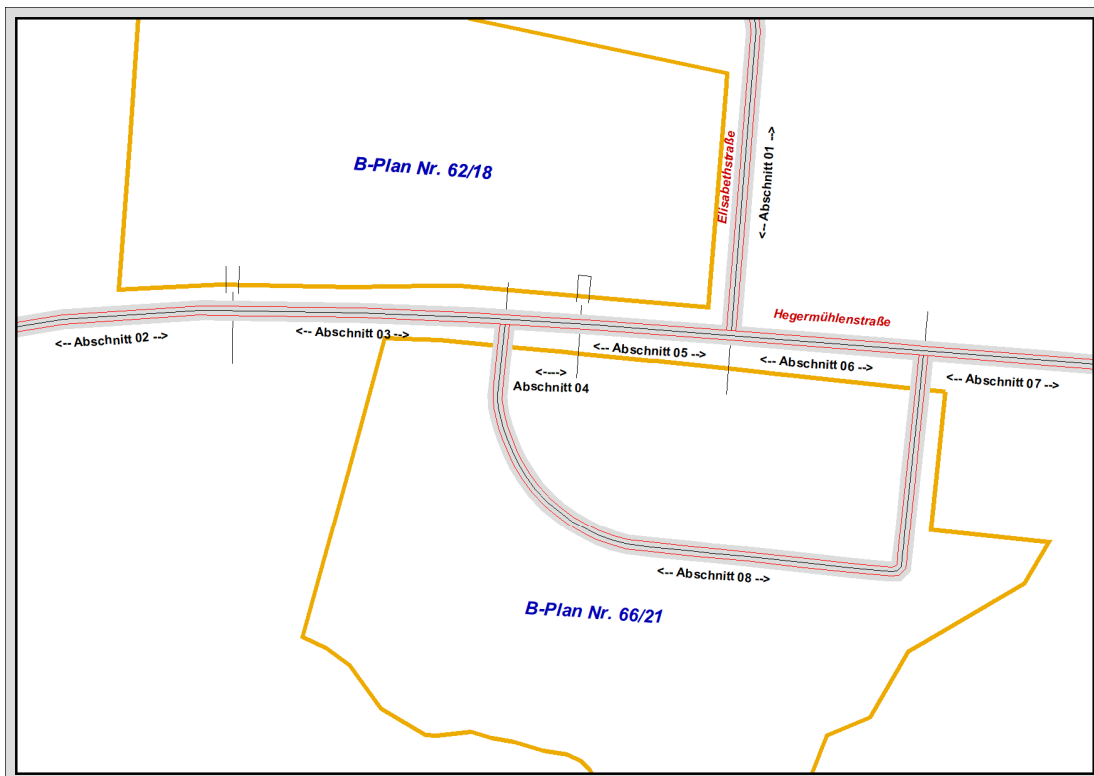 <-- Abschnitt 01 -->
Elisabethstraße
B-Plan Nr. 62/18
Hegermühlenstraße
<-- Abschnitt 02 -->
<-- Abschnitt 03 -->
<-- Abschnitt 05 -->
<-- Abschnitt 06 -->
<-- Abschnitt 07 -->
<---->
Abschnitt 04
<-- Abschnitt 08 -->
B-Plan Nr. 66/21